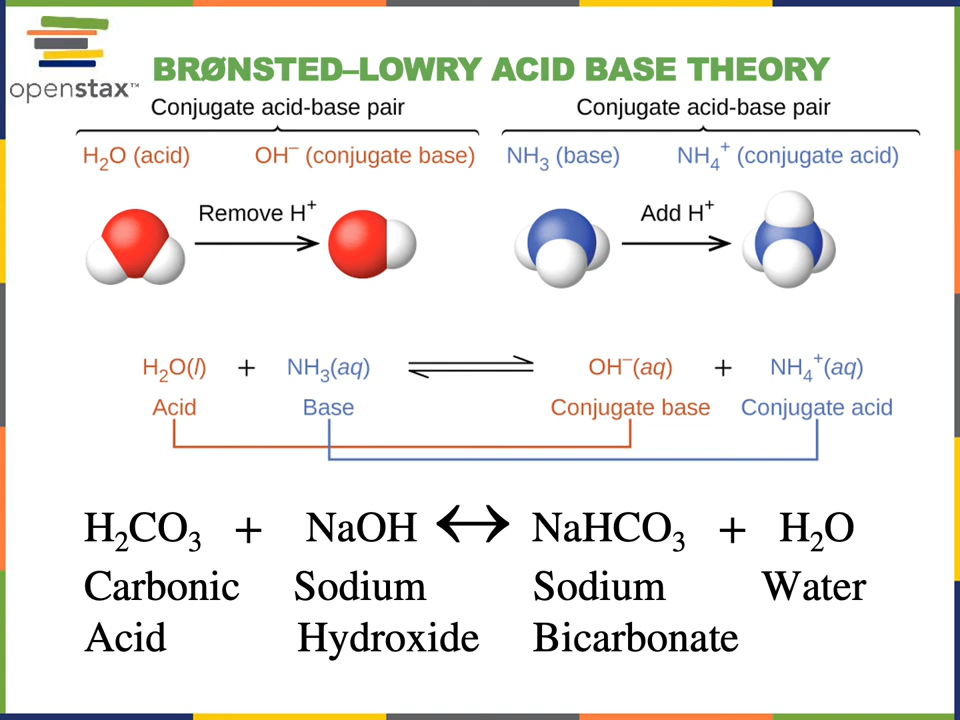 openstax™
BRØNSTED–LOWRY ACID BASE THEORY
Conjugate acid-base pair Conjugate acid-base pair
H₂O (acid) OH⁻ (conjugate base) NH₃ (base) NH₄⁺ (conjugate acid)
Remove H⁺ Add H⁺
H₂O(l) + NH₃(aq) ⇌ OH⁻(aq) + NH₄⁺(aq)
Acid Base Conjugate base Conjugate acid
H₂CO₃ + NaOH ↔ NaHCO₃ + H₂O
Carbonic Sodium Sodium Water
Acid Hydroxide Bicarbonate